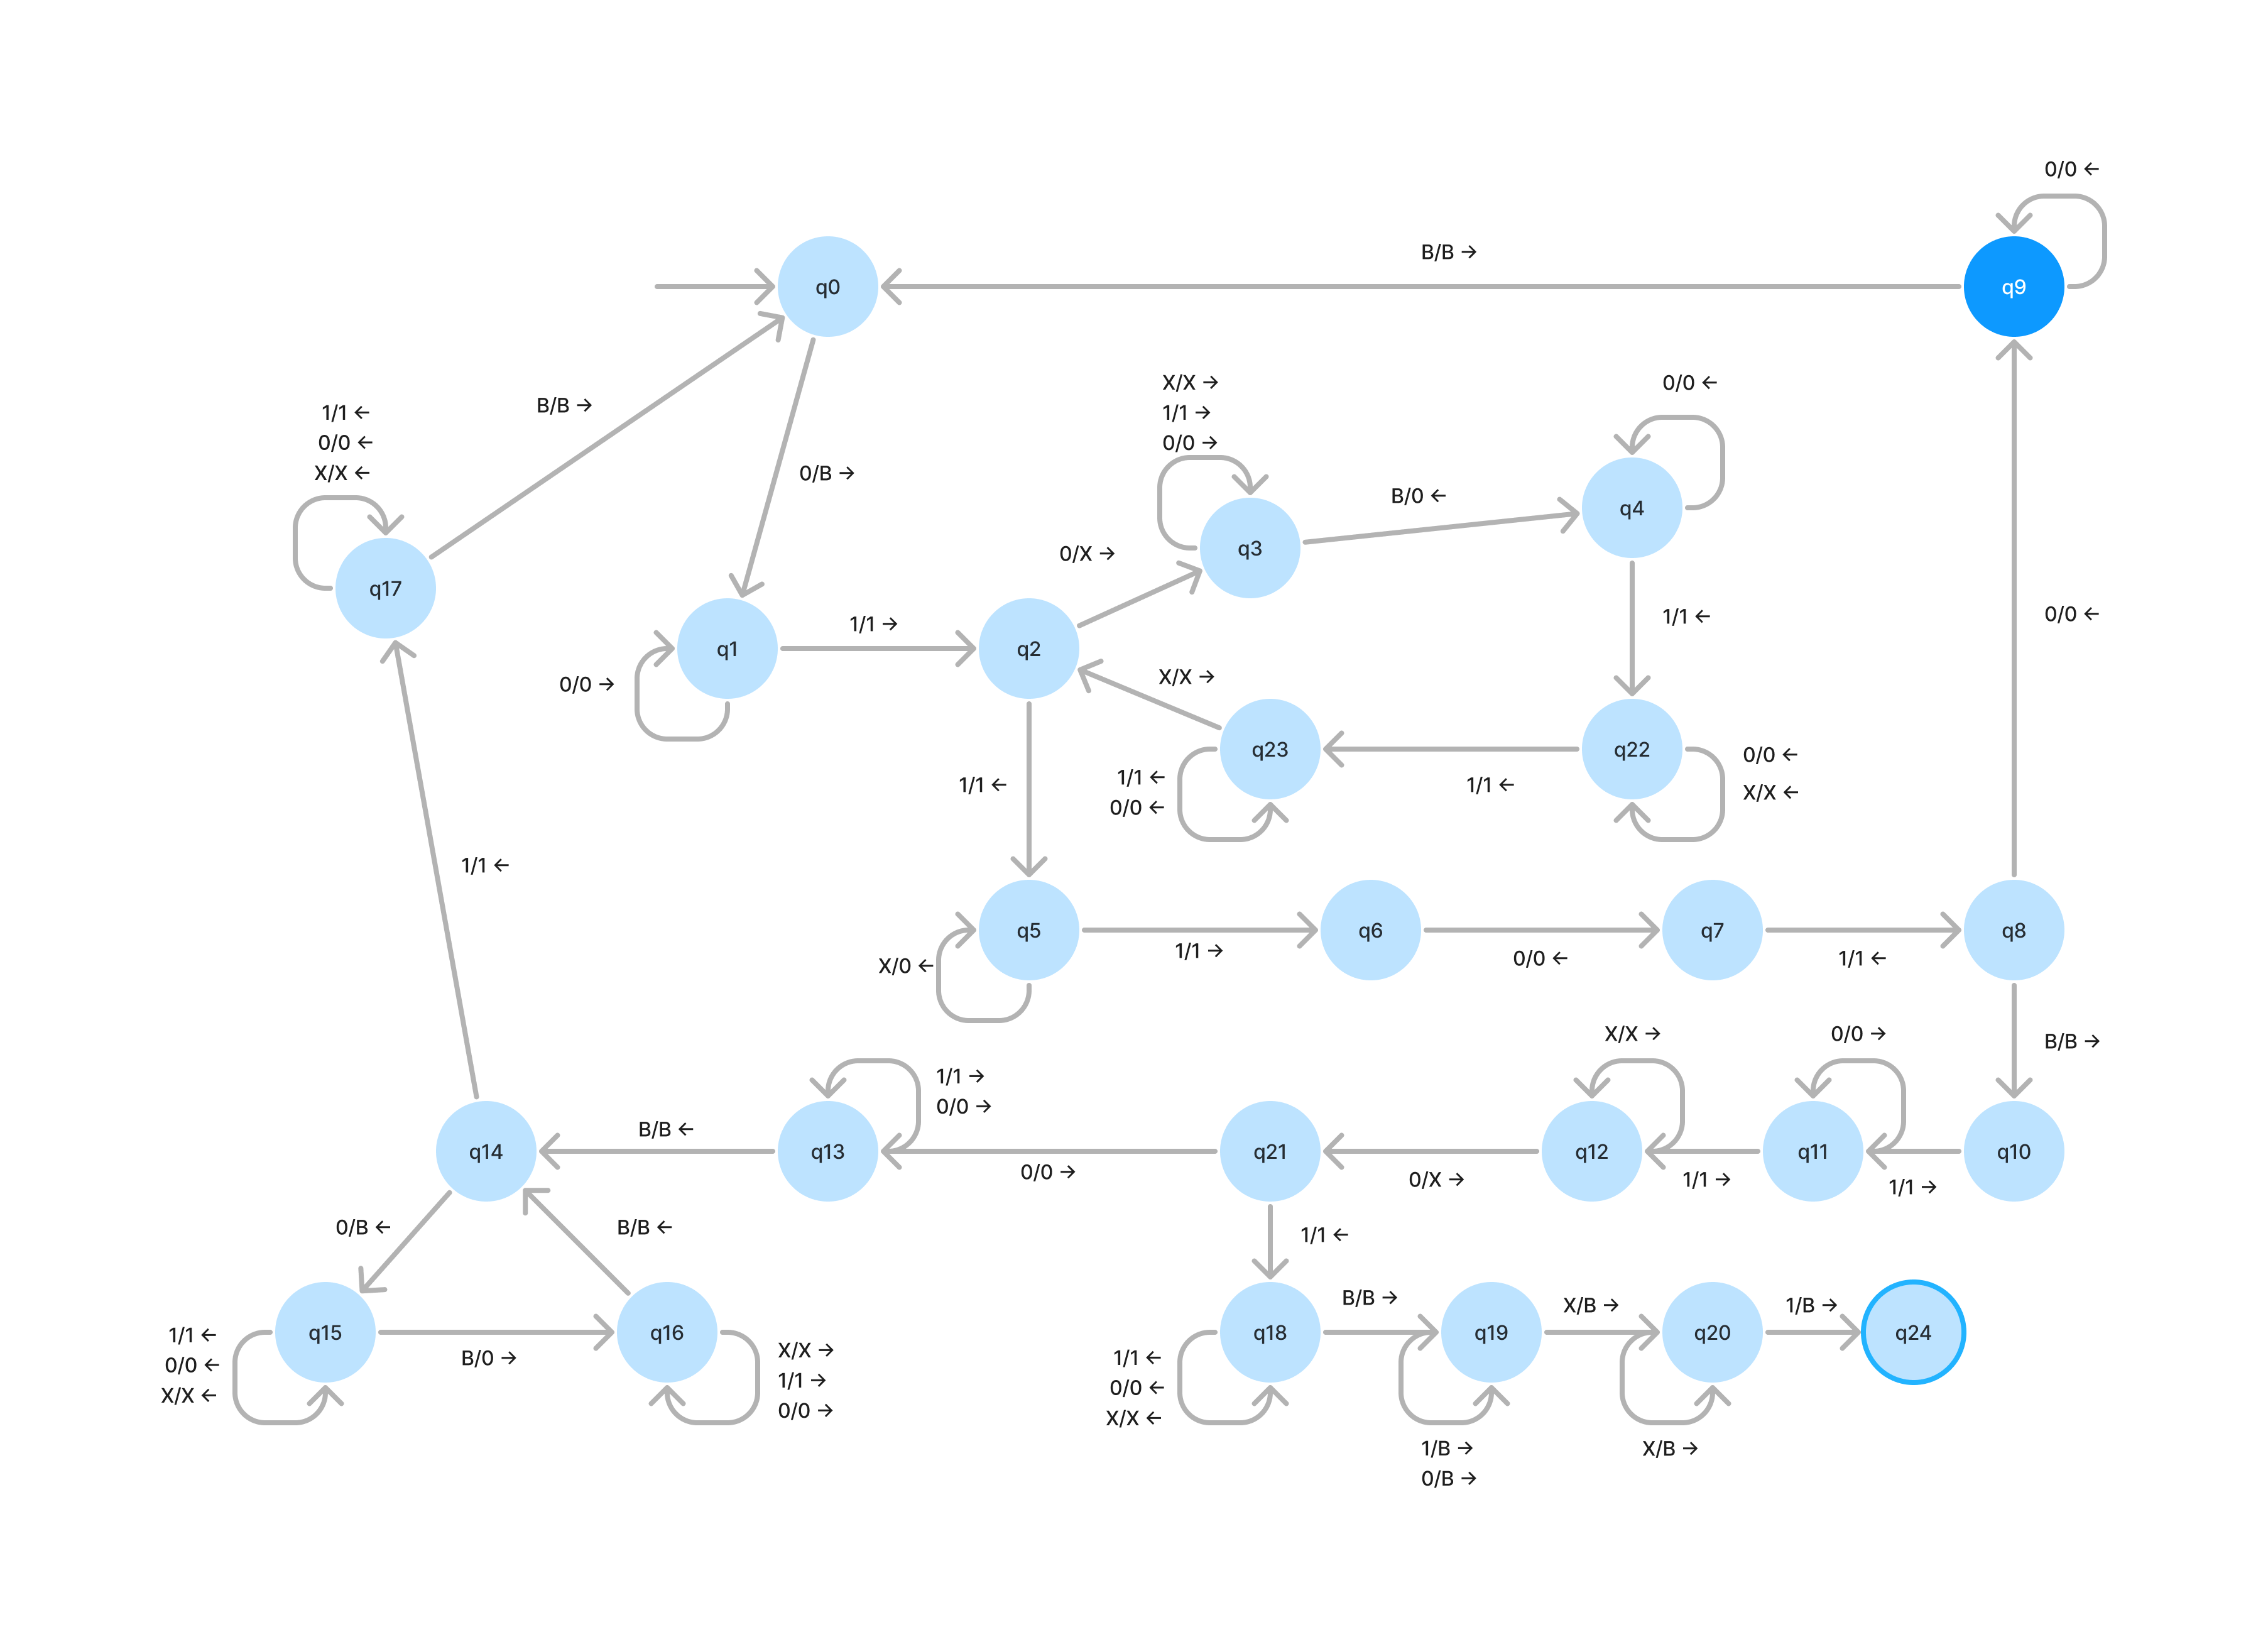 0/0 ←
B/B →
q0
q9
X/X →
1/1 →
0/0 →
0/0 ←
1/1 ←
0/0 ←
X/X ←
B/B →
0/B →
B/0 ←
q4
q3
0/X →
q17
1/1 →
q1
q2
1/1 ←
0/0 ←
0/0 →
X/X →
q23
q22
0/0 ←
X/X ←
1/1 ←
0/0 ←
1/1 ←
1/1 ←
1/1 ←
q5
q6
q7
q8
X/0 ←
1/1 →
0/0 ←
1/1 ←
X/X →
0/0 →
B/B →
1/1 →
0/0 →
B/B ←
q14
q13
q21
q12
q11
q10
0/0 →
0/X →
1/1 →
1/1 →
0/B ←
B/B ←
1/1 ←
B/B →
X/B →
1/B →
q15
q16
q18
q19
q20
q24
1/1 ←
0/0 ←
X/X ←
B/0 →
X/X →
1/1 →
0/0 →
1/1 ←
0/0 ←
X/X ←
1/B →
0/B →
X/B →